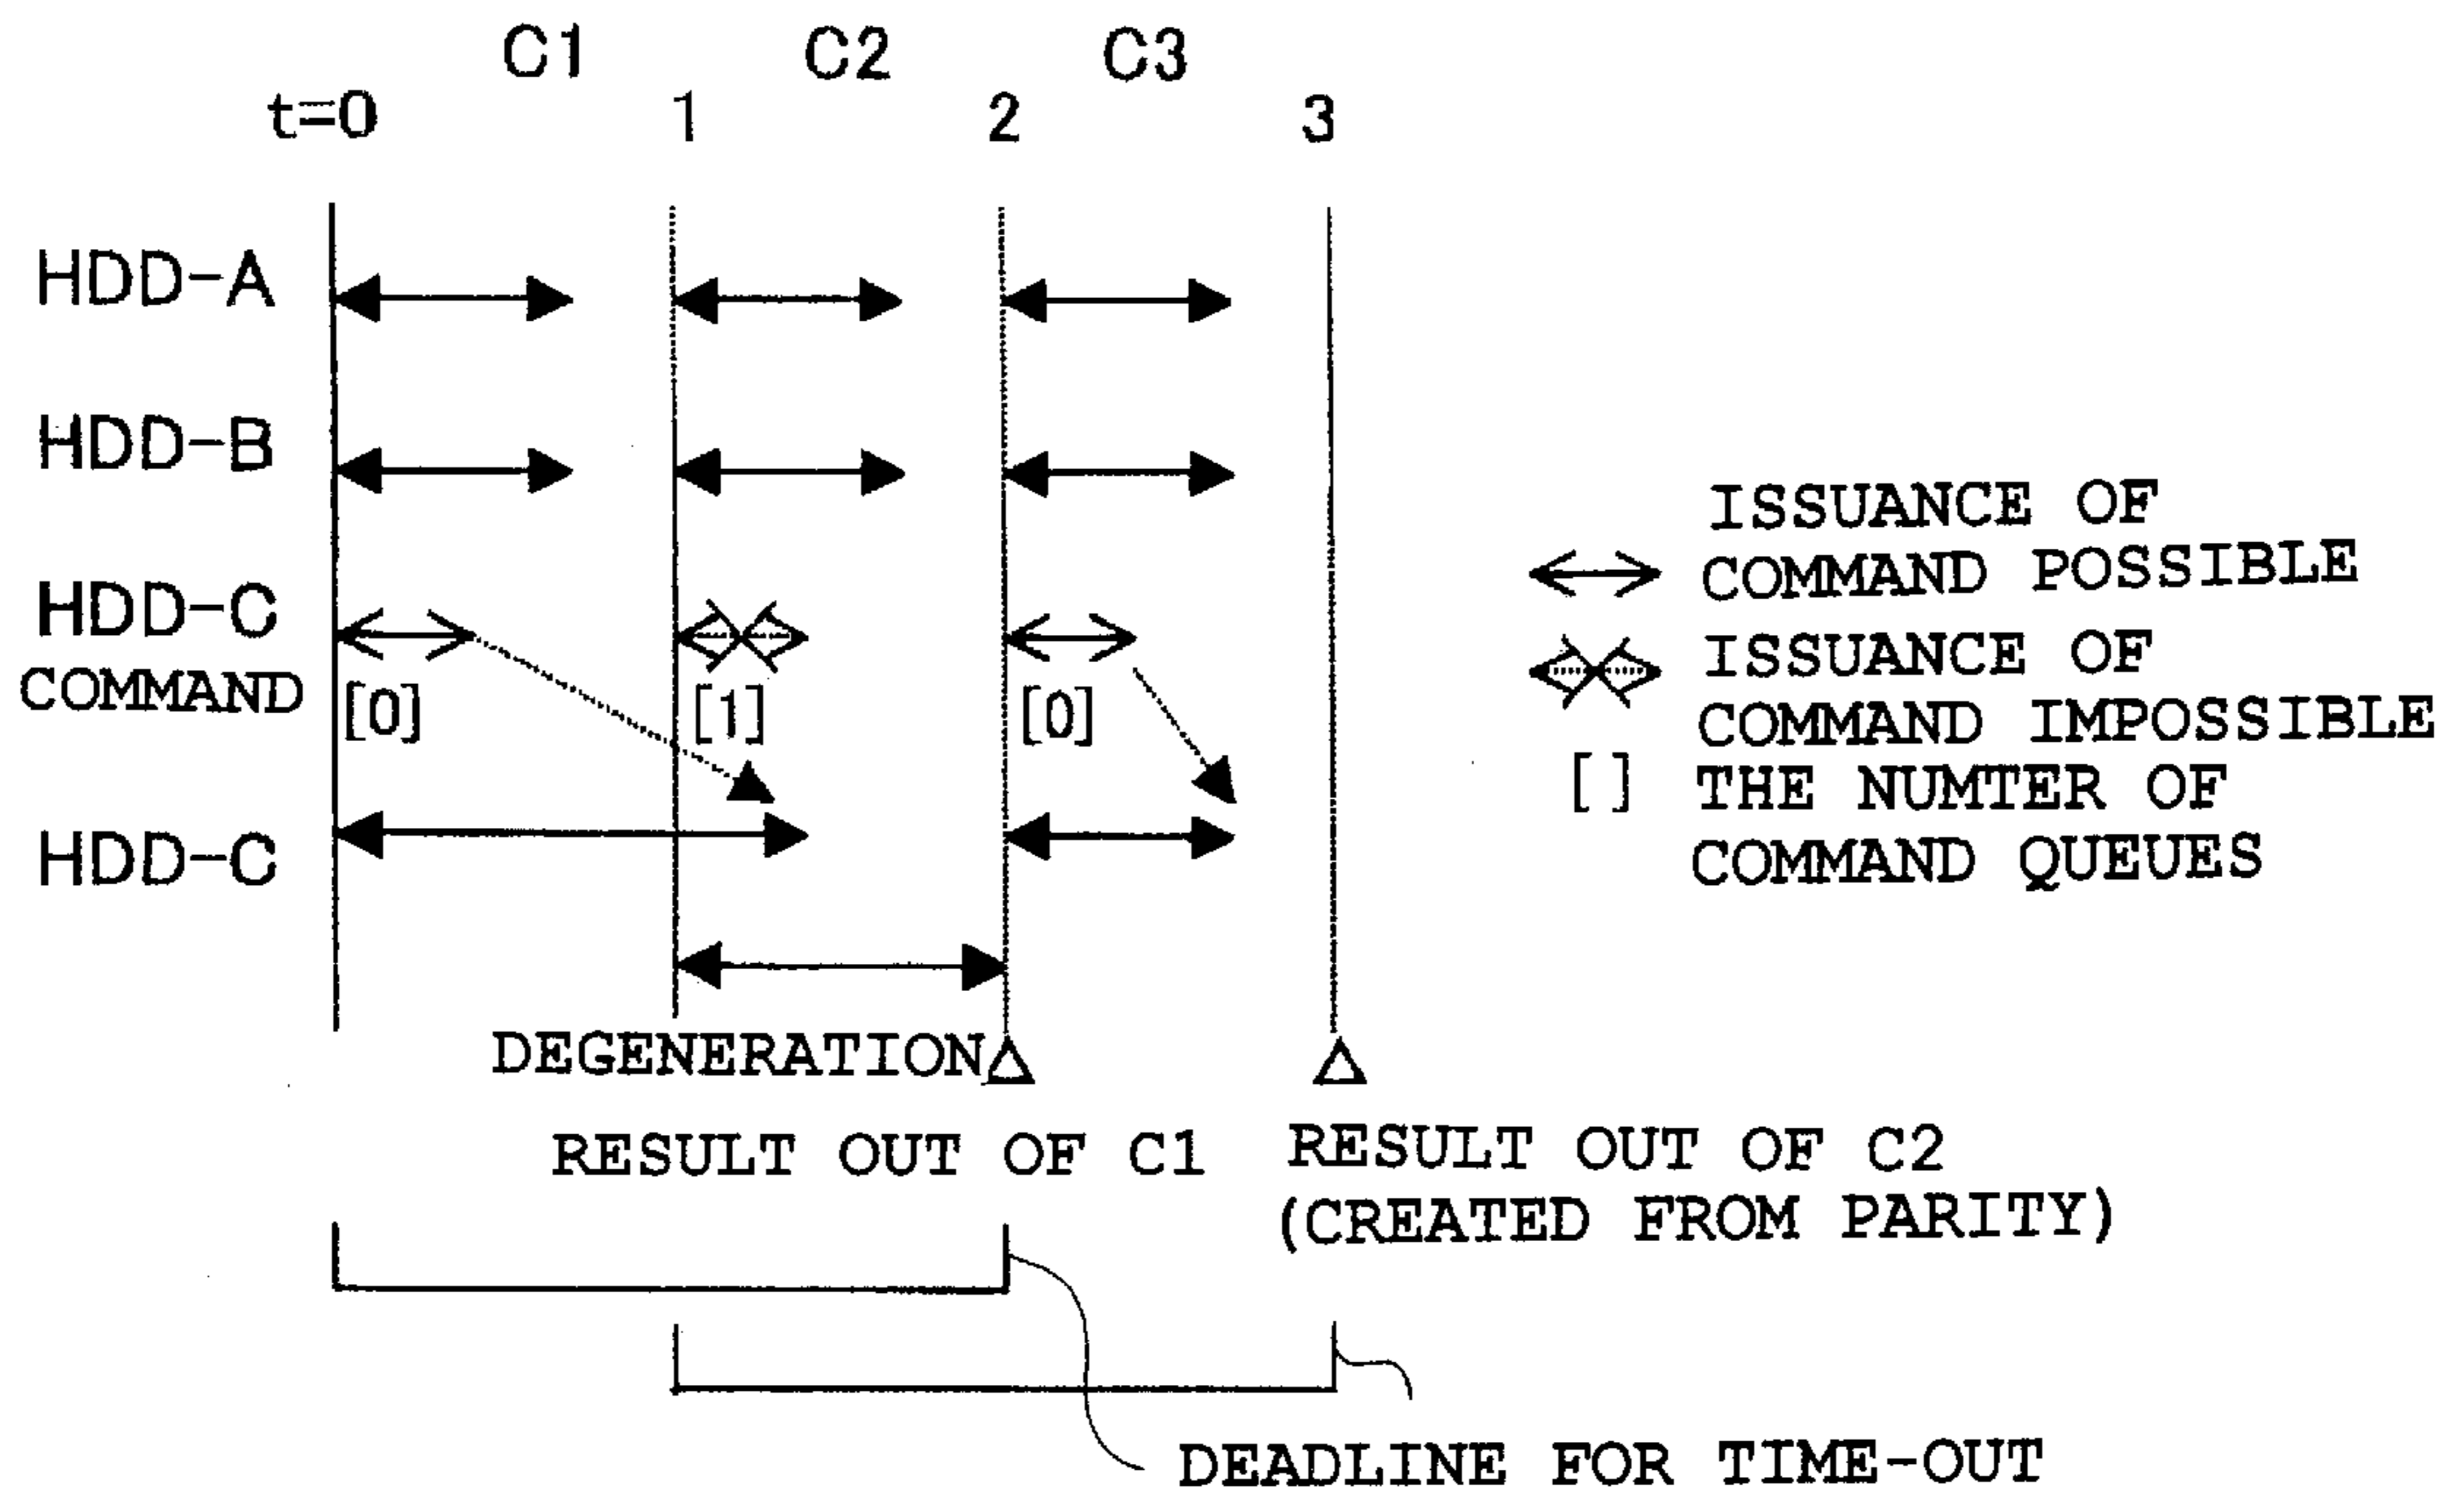 C1 C2 C3
t=0 1 2 3
HDD-A
HDD-B
HDD-C
COMMAND
[0] [1] [0]
HDD-C
ISSUANCE OF
COMMAND POSSIBLE
ISSUANCE OF
COMMAND IMPOSSIBLE
[ ] THE NUMTER OF
COMMAND QUEUES
DEGENERATION
RESULT OUT OF C1
RESULT OUT OF C2
(CREATED FROM PARITY)
DEADLINE FOR TIME-OUT